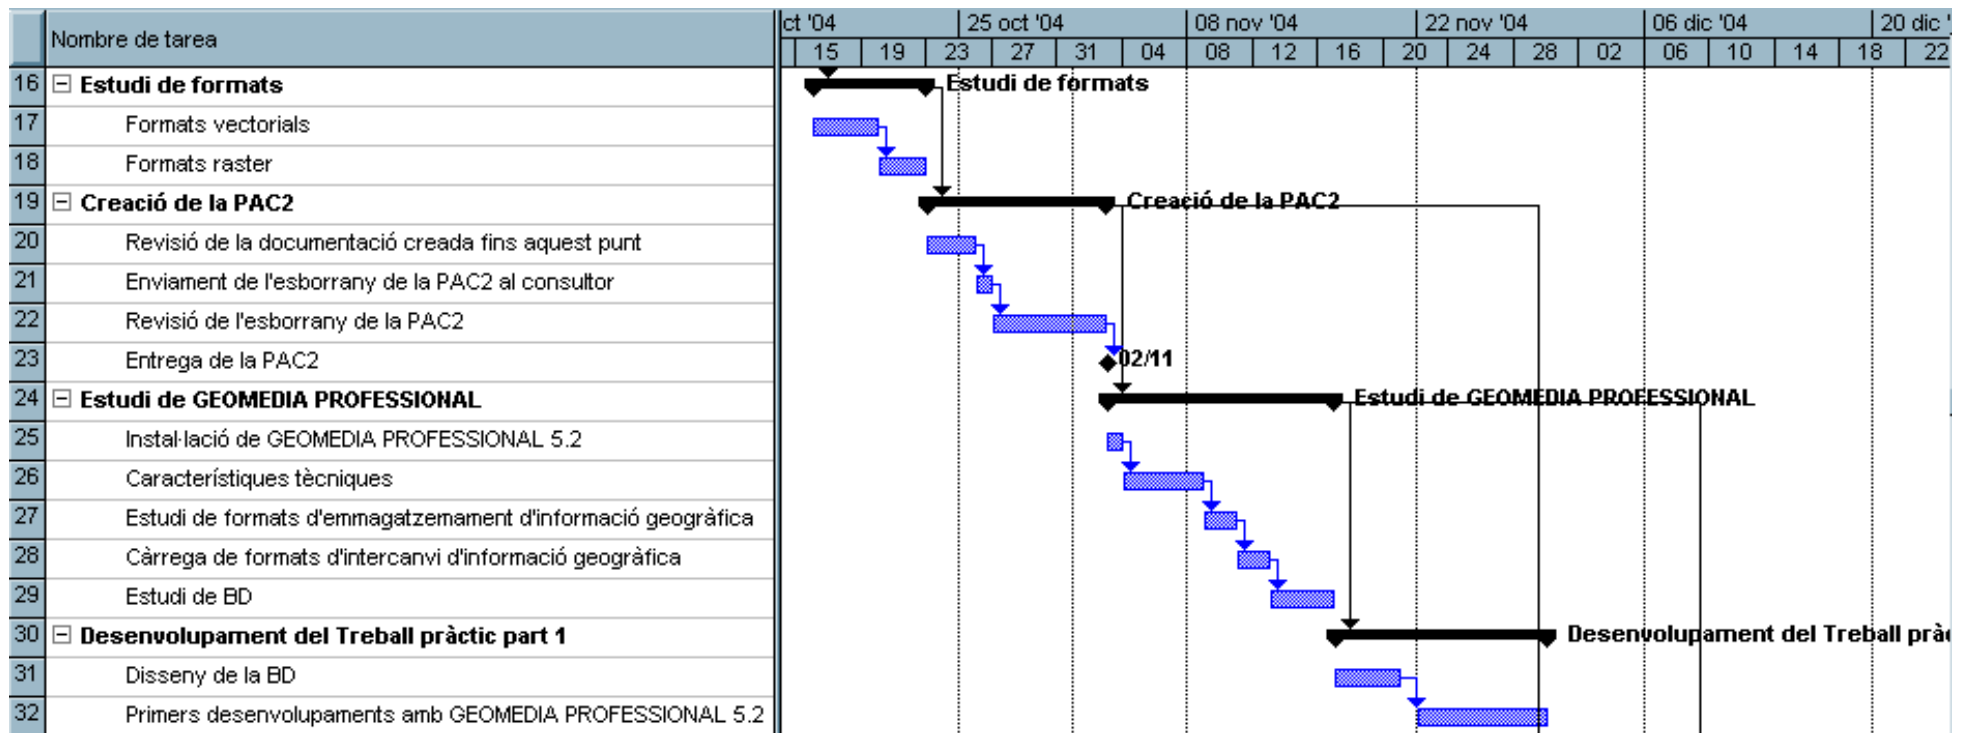 Nombre de tarea
ct '04 25 oct '04 08 nov '04 22 nov '04 06 dic '04 20 dic '
15 19 23 27 31 04 08 12 16 20 24 28 02 06 10 14 18 22
16 Estudi de formats Estudi de formats
17 Formats vectorials
18 Formats raster
19 Creació de la PAC2 Creació de la PAC2
20 Revisió de la documentació creada fins aquest punt
21 Enviament de l'esborrany de la PAC2 al consultor
22 Revisió de l'esborrany de la PAC2
23 Entrega de la PAC2 02/11
24 Estudi de GEOMEDIA PROFESSIONAL Estudi de GEOMEDIA PROFESSIONAL
25 Instal·lació de GEOMEDIA PROFESSIONAL 5.2
26 Característiques tècniques
27 Estudi de formats d'emmagatzemament d'informació geogràfica
28 Càrrega de formats d'intercanvi d'informació geogràfica
29 Estudi de BD
30 Desenvolupament del Treball pràctic part 1 Desenvolupament del Treball prà
31 Disseny de la BD
32 Primers desenvolupaments amb GEOMEDIA PROFESSIONAL 5.2